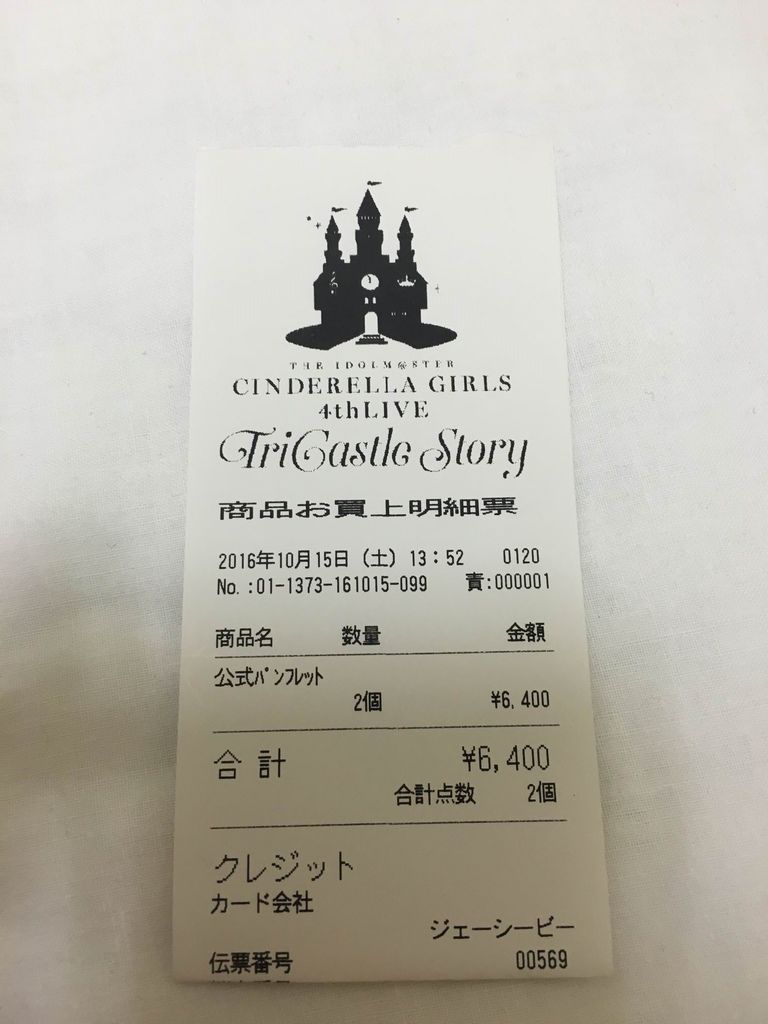 THE IDOLM@STER
CINDERELLA GIRLS
4thLIVE
TriCastle Story
商品お買上明細票
2016年10月15日（土）13：52 0120
No.:01-1373-161015-099 責:000001
商品名 数量 金額
公式ﾊﾟﾝﾌﾚｯﾄ
2個 ¥6,400
合計 ¥6,400
合計点数 2個
クレジット
カード会社
ジェーシービー
伝票番号 00569